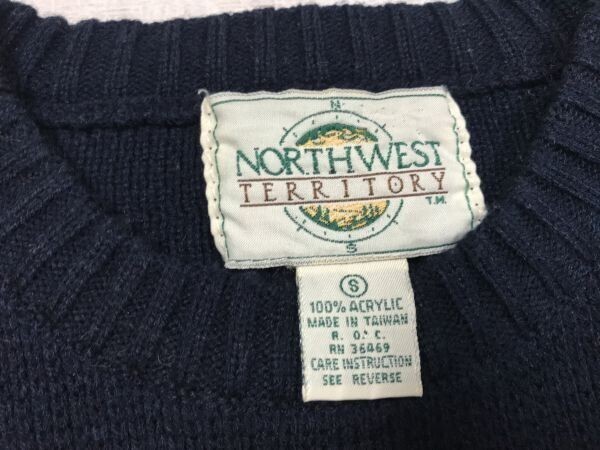 N
NORTHWEST
TERRITORY
T.M.
S
S
100% ACRYLIC
MADE IN TAIWAN
R. O. C.
RN 36469
CARE INSTRUCTION
SEE REVERSE